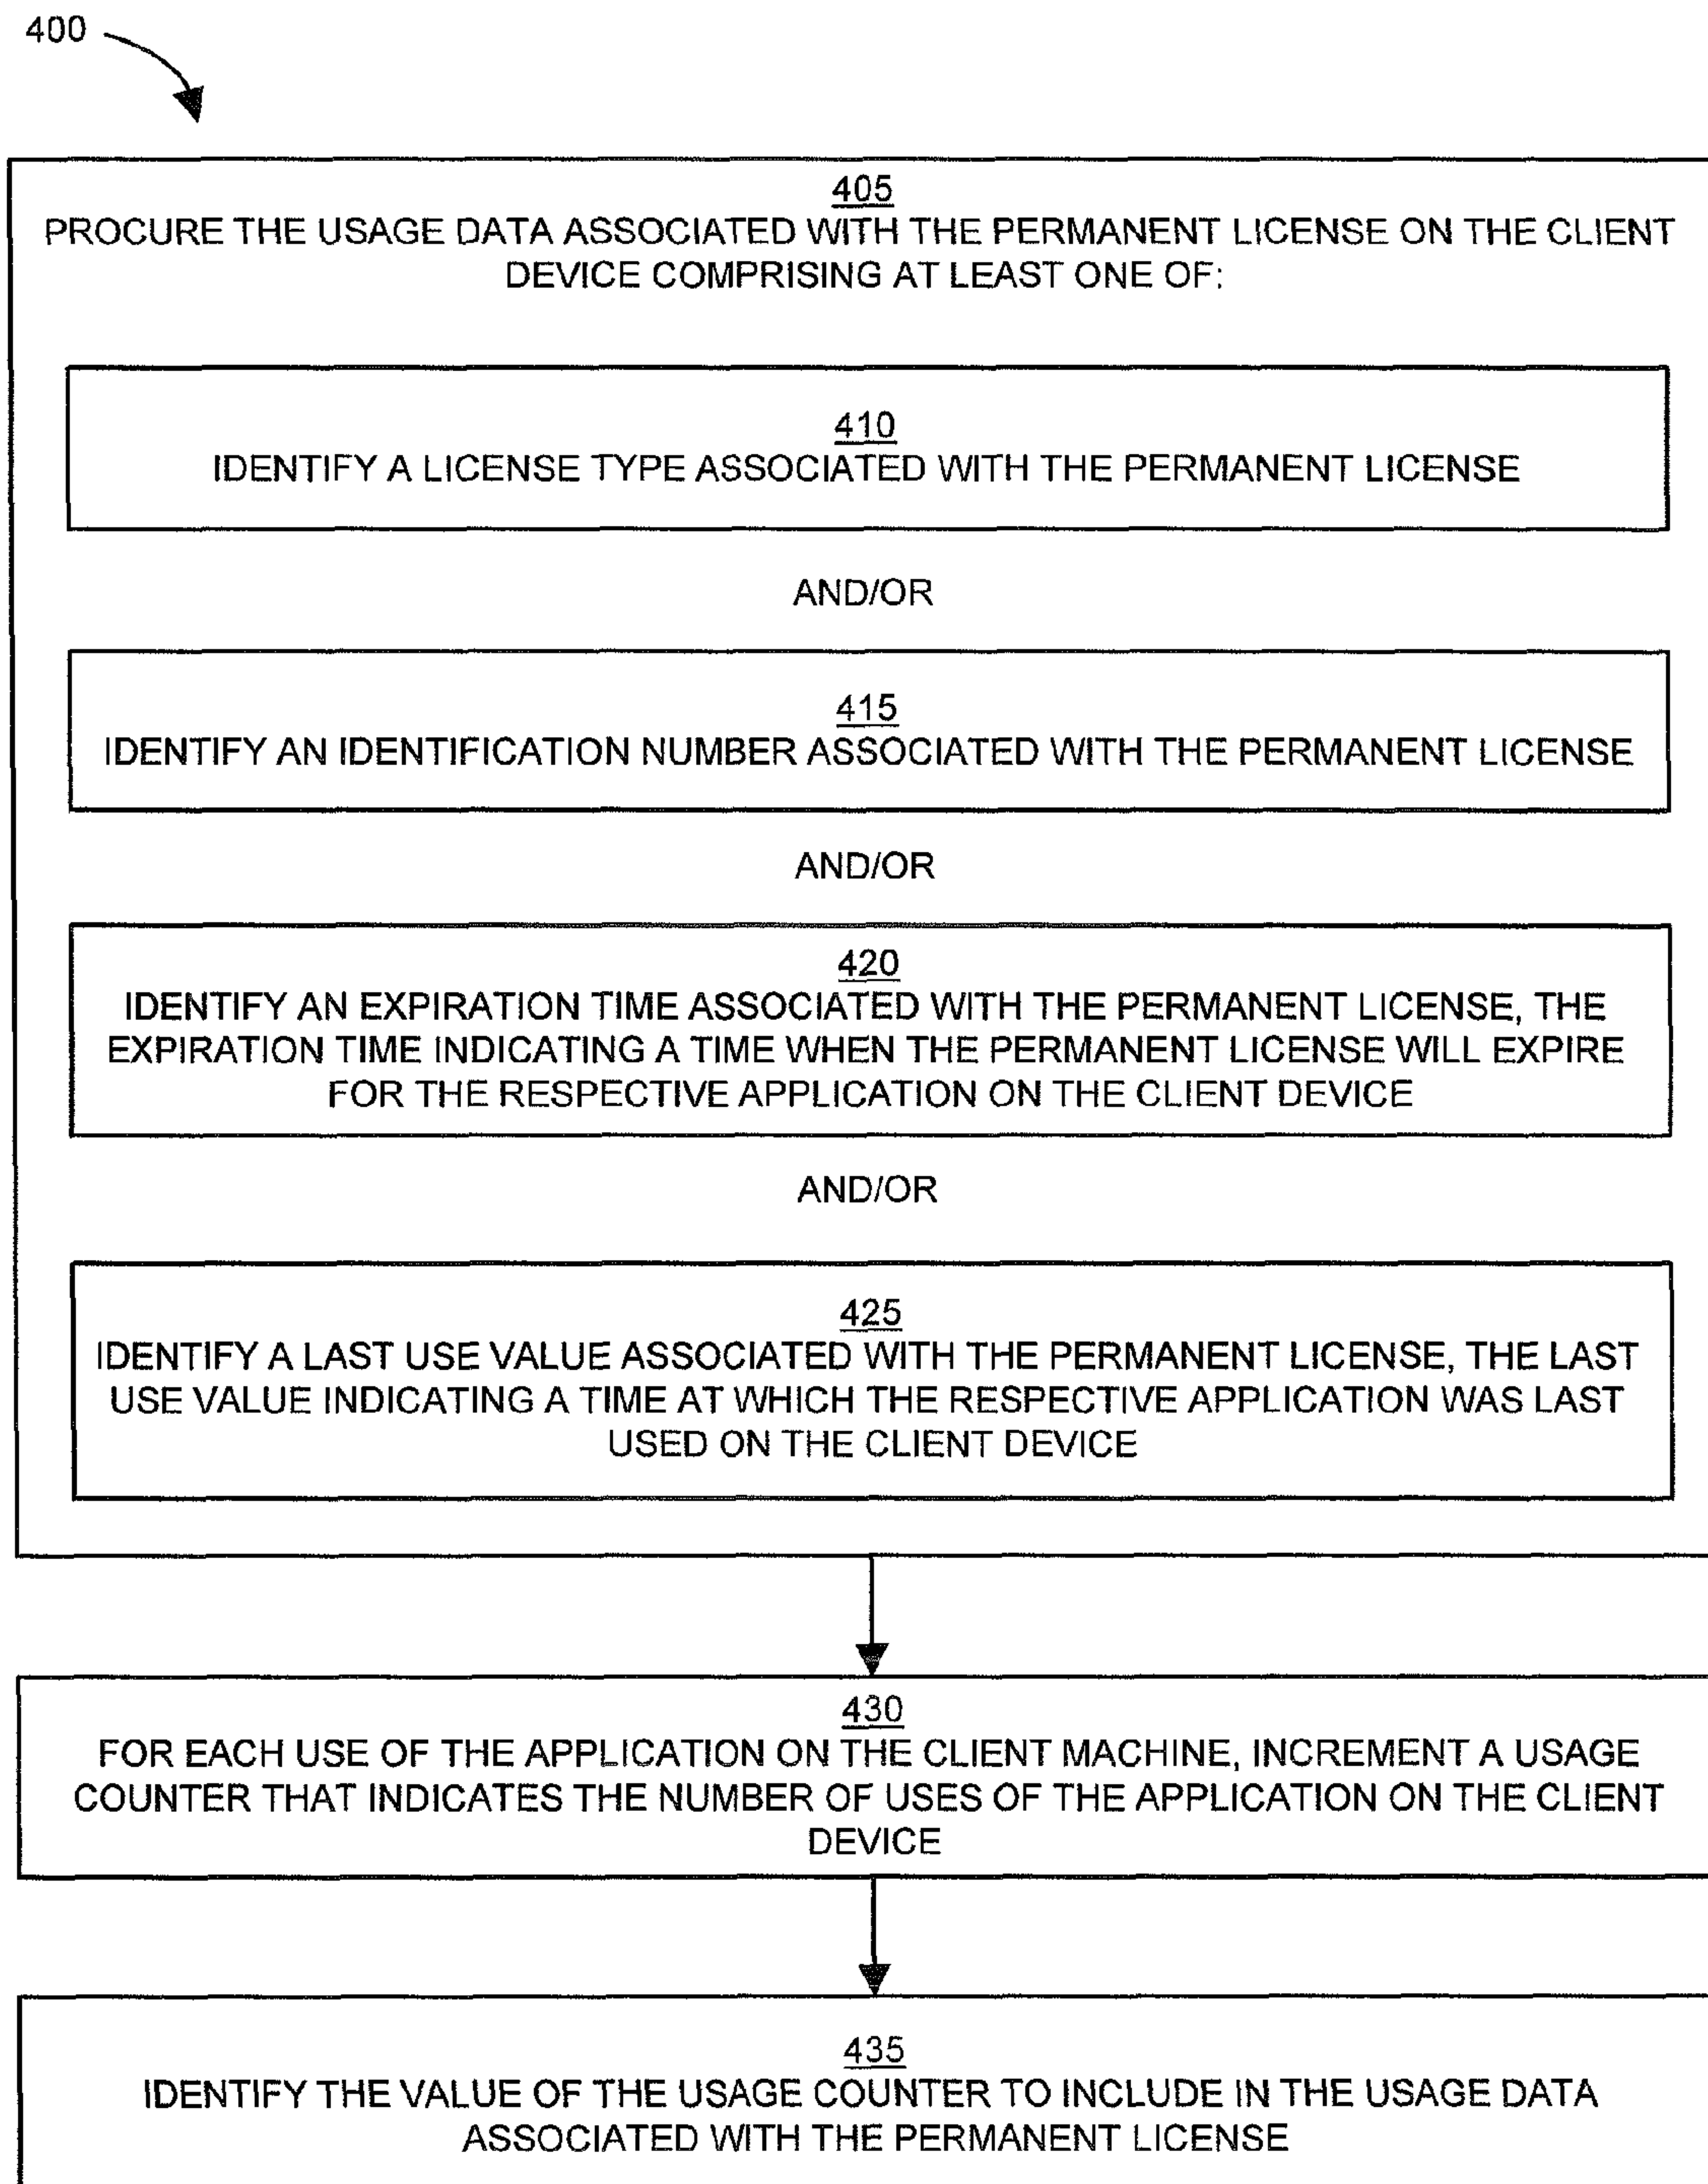 400
405
PROCURE THE USAGE DATA ASSOCIATED WITH THE PERMANENT LICENSE ON THE CLIENT
DEVICE COMPRISING AT LEAST ONE OF:
410
IDENTIFY A LICENSE TYPE ASSOCIATED WITH THE PERMANENT LICENSE
AND/OR
415
IDENTIFY AN IDENTIFICATION NUMBER ASSOCIATED WITH THE PERMANENT LICENSE
AND/OR
420
IDENTIFY AN EXPIRATION TIME ASSOCIATED WITH THE PERMANENT LICENSE, THE
EXPIRATION TIME INDICATING A TIME WHEN THE PERMANENT LICENSE WILL EXPIRE
FOR THE RESPECTIVE APPLICATION ON THE CLIENT DEVICE
AND/OR
425
IDENTIFY A LAST USE VALUE ASSOCIATED WITH THE PERMANENT LICENSE, THE LAST
USE VALUE INDICATING A TIME AT WHICH THE RESPECTIVE APPLICATION WAS LAST
USED ON THE CLIENT DEVICE
430
FOR EACH USE OF THE APPLICATION ON THE CLIENT MACHINE, INCREMENT A USAGE
COUNTER THAT INDICATES THE NUMBER OF USES OF THE APPLICATION ON THE CLIENT
DEVICE
435
IDENTIFY THE VALUE OF THE USAGE COUNTER TO INCLUDE IN THE USAGE DATA
ASSOCIATED WITH THE PERMANENT LICENSE